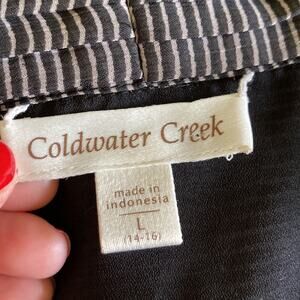 Coldwater Creek
made in
indonesia
L
(14-16)